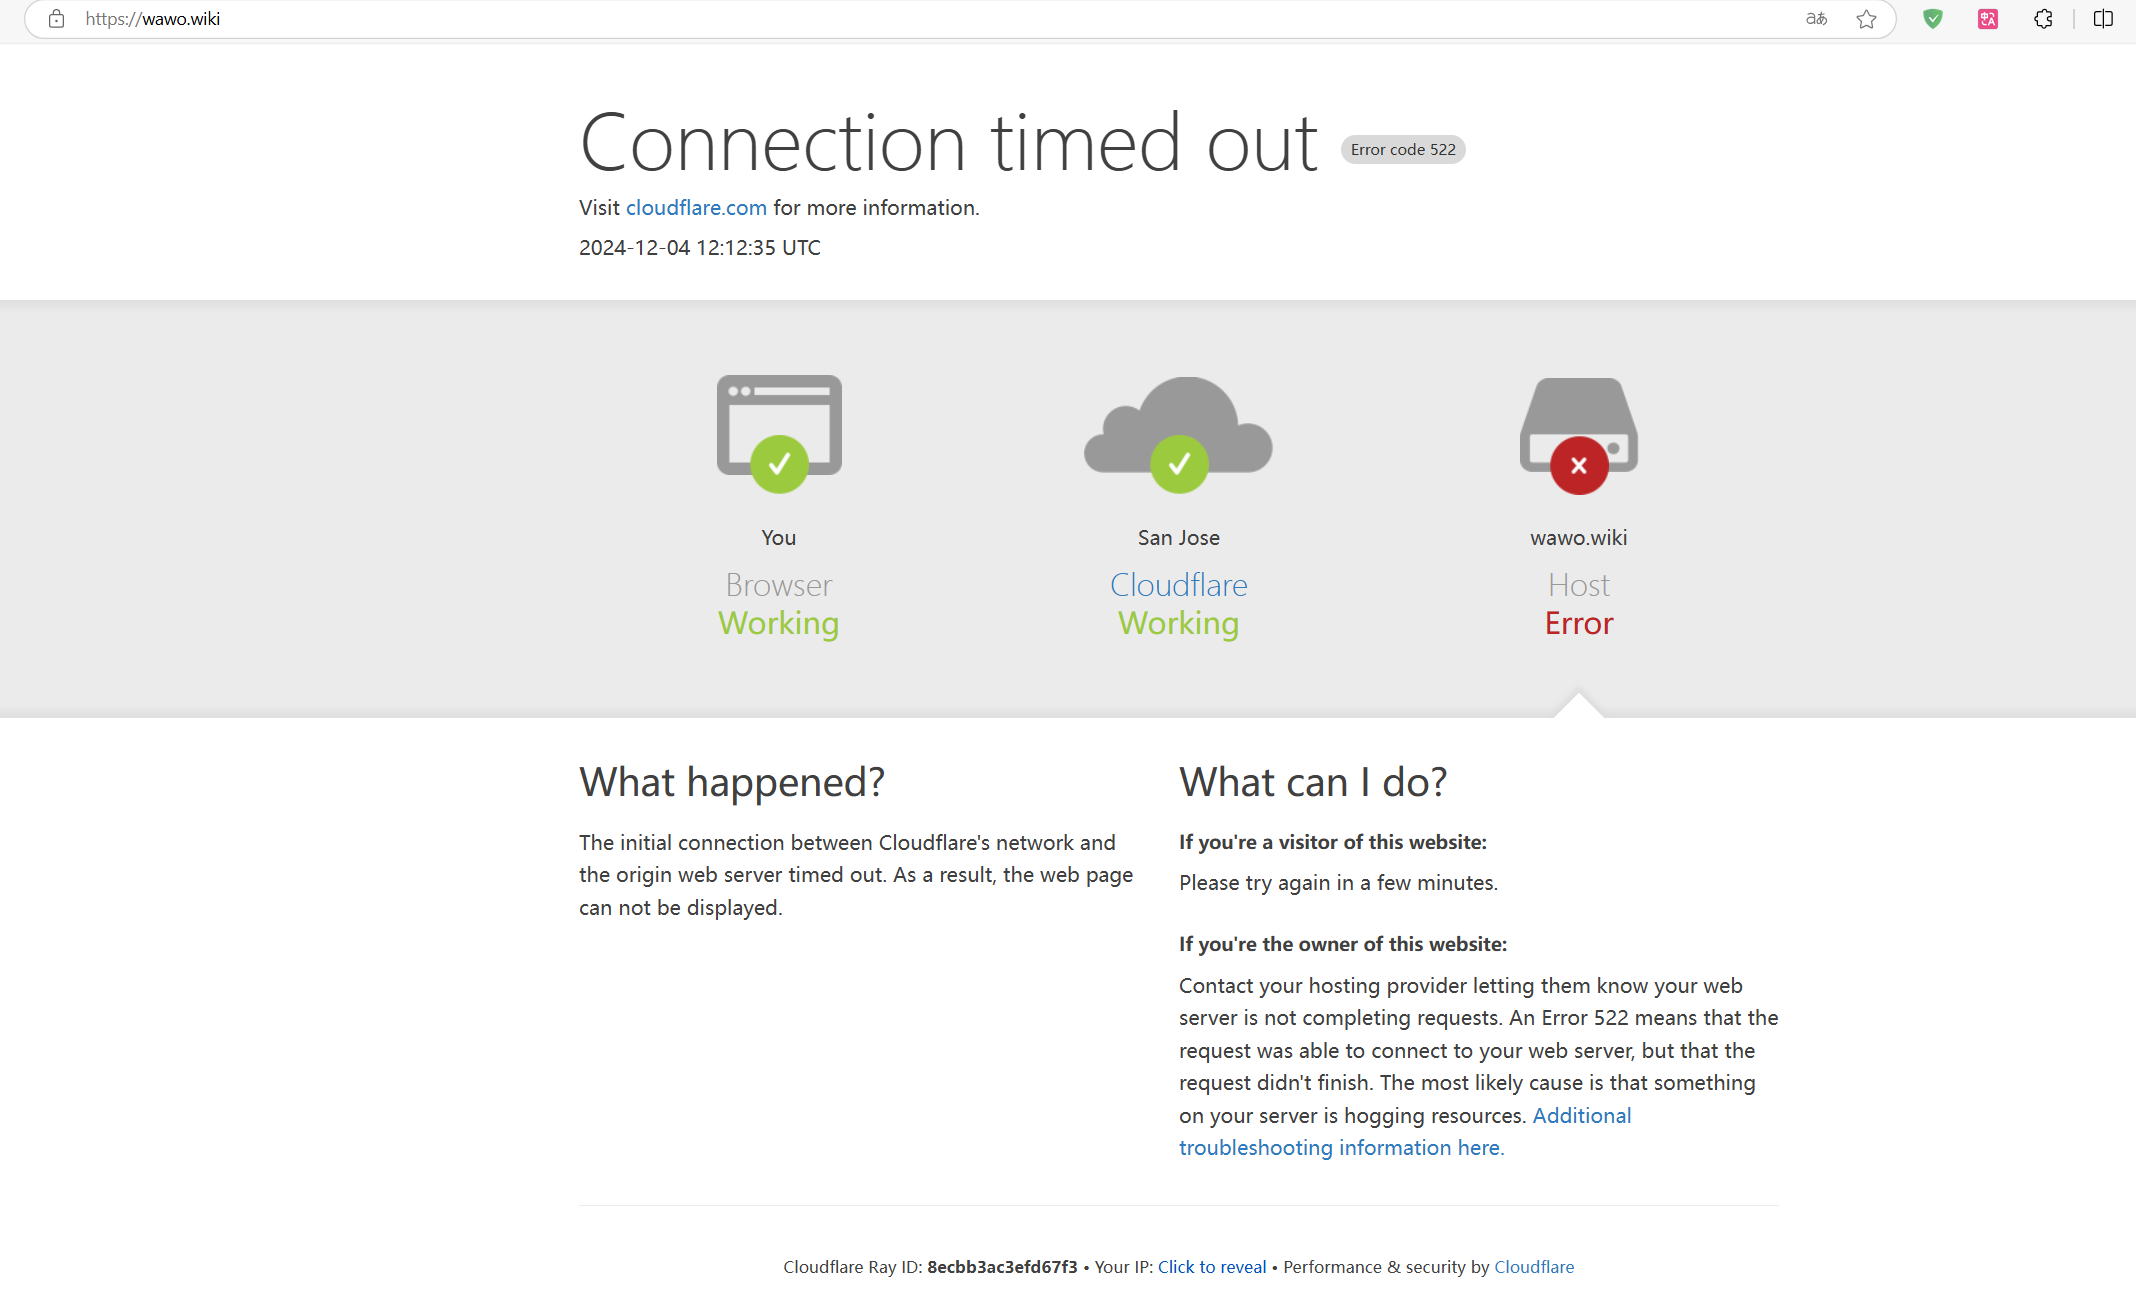 https://wawo.wiki
Connection timed out Error code 522
Visit cloudflare.com for more information.
2024-12-04 12:12:35 UTC
You
Browser
Working
San Jose
Cloudflare
Working
wawo.wiki
Host
Error
What happened?
The initial connection between Cloudflare's network and
the origin web server timed out. As a result, the web page
can not be displayed.
What can I do?
If you're a visitor of this website:
Please try again in a few minutes.
If you're the owner of this website:
Contact your hosting provider letting them know your web
server is not completing requests. An Error 522 means that the
request was able to connect to your web server, but that the
request didn't finish. The most likely cause is that something
on your server is hogging resources. Additional
troubleshooting information here.
Cloudflare Ray ID: 8ecbb3ac3efd67f3 • Your IP: Click to reveal • Performance & security by Cloudflare